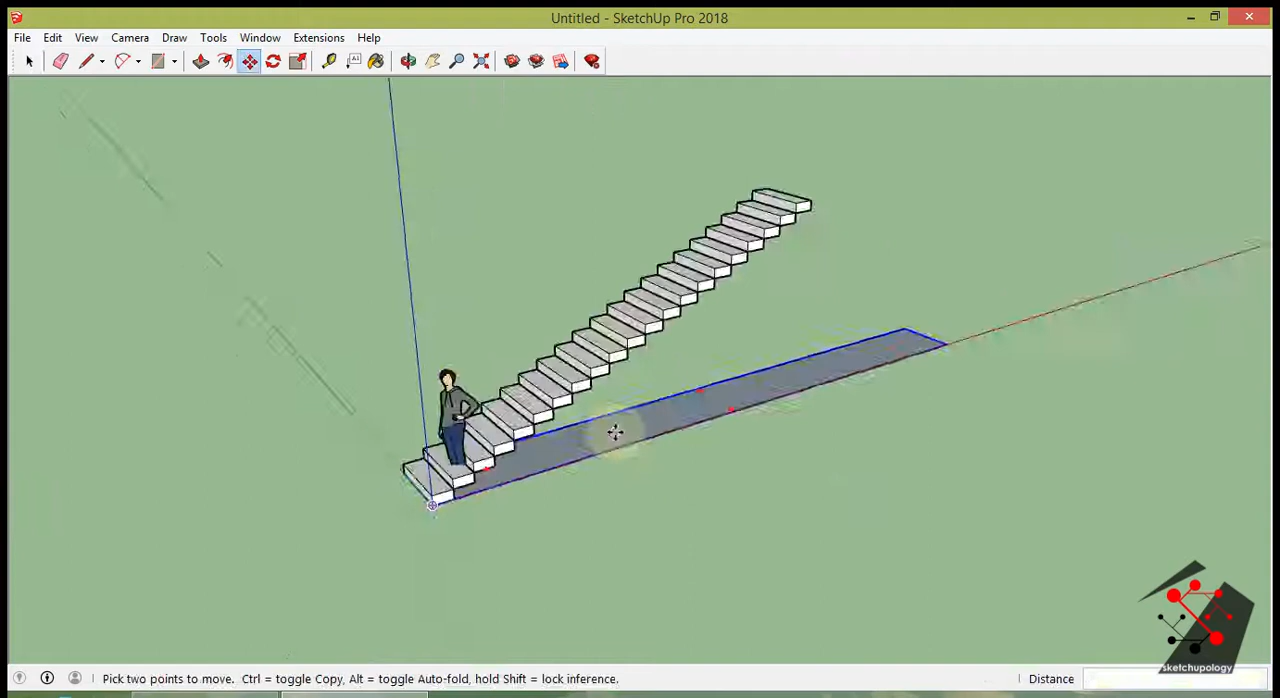 Untitled - SketchUp Pro 2018
File Edit View Camera Draw Tools Window Extensions Help
A1
Pick two points to move. Ctrl = toggle Copy, Alt = toggle Auto-fold, hold Shift = lock inference.
Distance
sketchupology